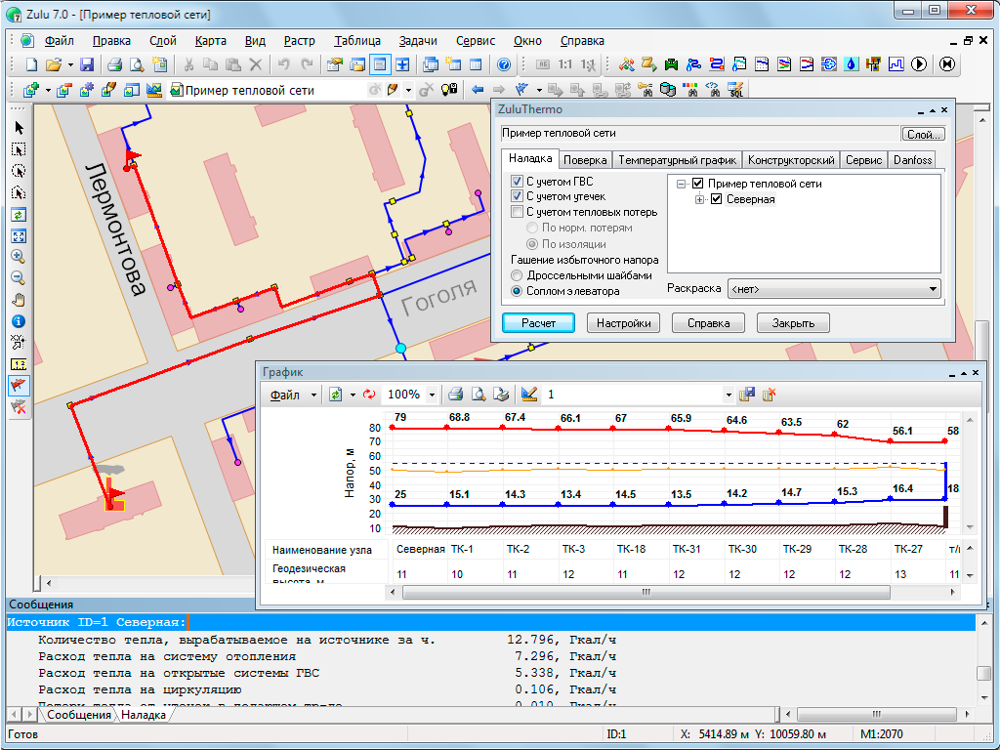 Zulu 7.0 - [Пример тепловой сети]
Файл Правка Слой Карта Вид Растр Таблица Задачи Сервис Окно Справка
1:1
Пример тепловой сети
SQL
Лермонтова
Гоголя
ZuluThermo
Пример тепловой сети Слой...
Наладка Поверка Температурный график Конструкторский Сервис Danfoss
С учетом ГВС
С учетом утечек
С учетом тепловых потерь
По норм. потерям
По изоляции
Гашение избыточного напора
Дроссельными шайбами
Соплом элеватора
Пример тепловой сети
Северная
Раскраска <нет>
Расчет Настройки Справка Закрыть
График
Файл 100% 1
Напор, м
80
70
60
50
40
30
20
10
79 68.8 67.4 66.1 67 65.9 64.6 63.5 62 56.1 58
25 15.1 14.3 13.4 14.5 13.5 14.2 14.7 15.3 16.4 18
Наименование узла Северная ТК-1 ТК-2 ТК-3 ТК-18 ТК-31 ТК-30 ТК-29 ТК-28 ТК-27
Геодезическая
высота, м 11 10 11 12 11 12 12 12 12 13 11
Сообщения
Источник ID=1 Северная:
Количество тепла, вырабатываемое на источнике за ч. 12.796, Гкал/ч
Расход тепла на систему отопления 7.296, Гкал/ч
Расход тепла на открытые системы ГВС 5.338, Гкал/ч
Расход тепла на циркуляцию 0.106, Гкал/ч
Потери тепла от утечек в подающем тр-де 0.010, Гкал/ч
Сообщения Наладка
Готов ID:1 X: 5414.89 м Y: 10059.80 м М1:2070